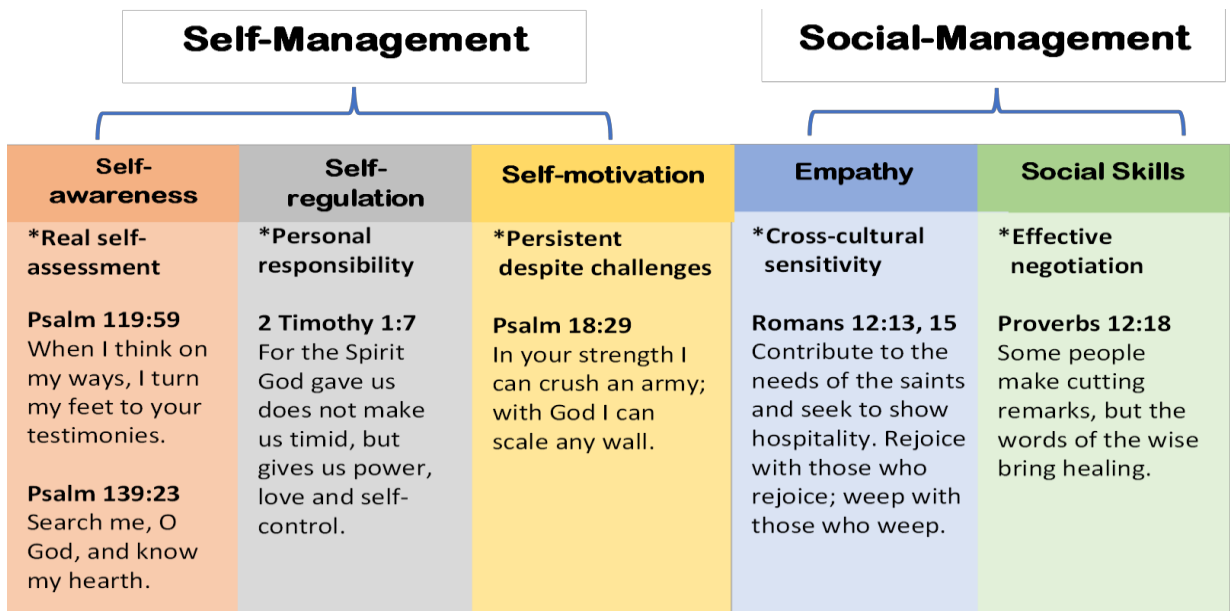 Self-Management
Social-Management
Self-
awareness
*Real self-
assessment
Psalm 119:59
When I think on
my ways, I turn
my feet to your
testimonies.
Psalm 139:23
Search me, O
God, and know
my hearth.
Self-
regulation
*Personal
responsibility
2 Timothy 1:7
For the Spirit
God gave us
does not make
us timid, but
gives us power,
love and self-
control.
Self-motivation
*Persistent
despite challenges
Psalm 18:29
In your strength I
can crush an army;
with God I can
scale any wall.
Empathy
*Cross-cultural
sensitivity
Romans 12:13, 15
Contribute to the
needs of the saints
and seek to show
hospitality. Rejoice
with those who
rejoice; weep with
those who weep.
Social Skills
*Effective
negotiation
Proverbs 12:18
Some people
make cutting
remarks, but the
words of the wise
bring healing.